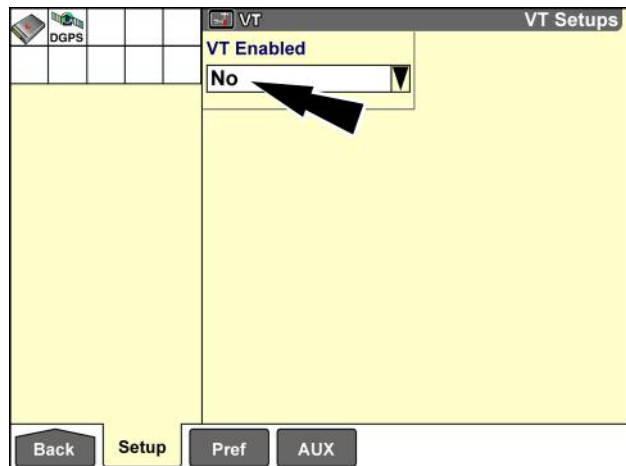 DGPS
VT
VT Setups
VT Enabled
No
Back
Setup
Pref
AUX